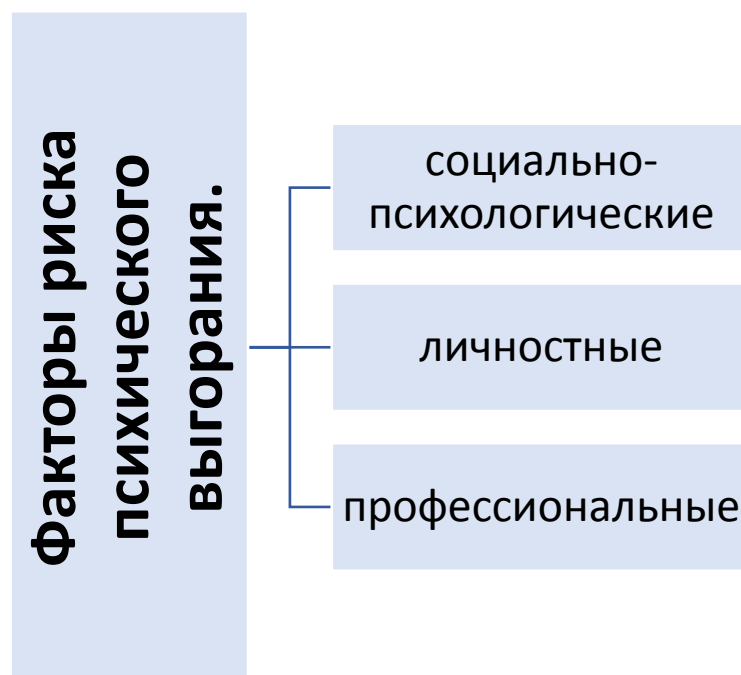 Факторы риска
психического
выгорания.
социально-
психологические
личностные
профессиональные